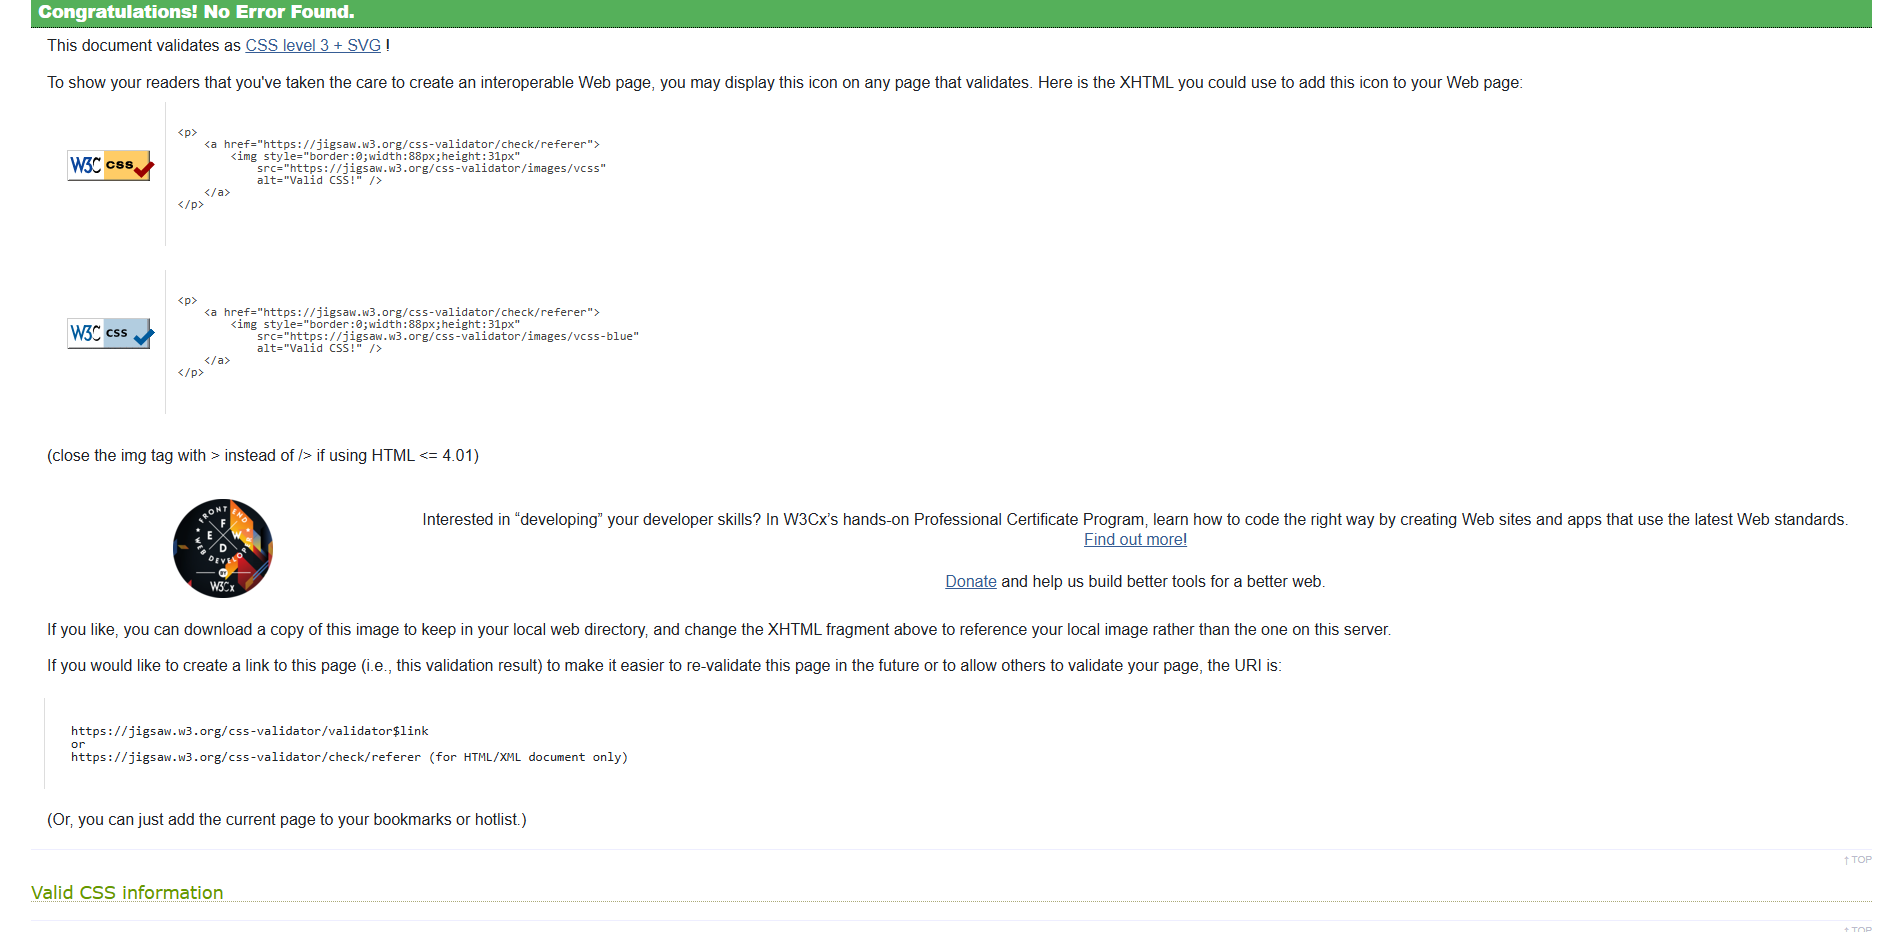 Congratulations! No Error Found.
This document validates as CSS level 3 + SVG !
To show your readers that you've taken the care to create an interoperable Web page, you may display this icon on any page that validates. Here is the XHTML you could use to add this icon to your Web page:
W3C css
<p>
<a href="https://jigsaw.w3.org/css-validator/check/referer">
<img style="border:0;width:88px;height:31px"
src="https://jigsaw.w3.org/css-validator/images/vcss"
alt="Valid CSS!" />
</a>
</p>
W3C css
<p>
<a href="https://jigsaw.w3.org/css-validator/check/referer">
<img style="border:0;width:88px;height:31px"
src="https://jigsaw.w3.org/css-validator/images/vcss-blue"
alt="Valid CSS!" />
</a>
</p>
(close the img tag with > instead of /> if using HTML <= 4.01)
FRONT END
F
E W
D
WEB DEVELOPER
BY
W3Cx
Interested in “developing” your developer skills? In W3Cx’s hands-on Professional Certificate Program, learn how to code the right way by creating Web sites and apps that use the latest Web standards.
Find out more!
Donate and help us build better tools for a better web.
If you like, you can download a copy of this image to keep in your local web directory, and change the XHTML fragment above to reference your local image rather than the one on this server.
If you would like to create a link to this page (i.e., this validation result) to make it easier to re-validate this page in the future or to allow others to validate your page, the URI is:
https://jigsaw.w3.org/css-validator/validator$link
or
https://jigsaw.w3.org/css-validator/check/referer (for HTML/XML document only)
(Or, you can just add the current page to your bookmarks or hotlist.)
↑ TOP
Valid CSS information
↑ TOP